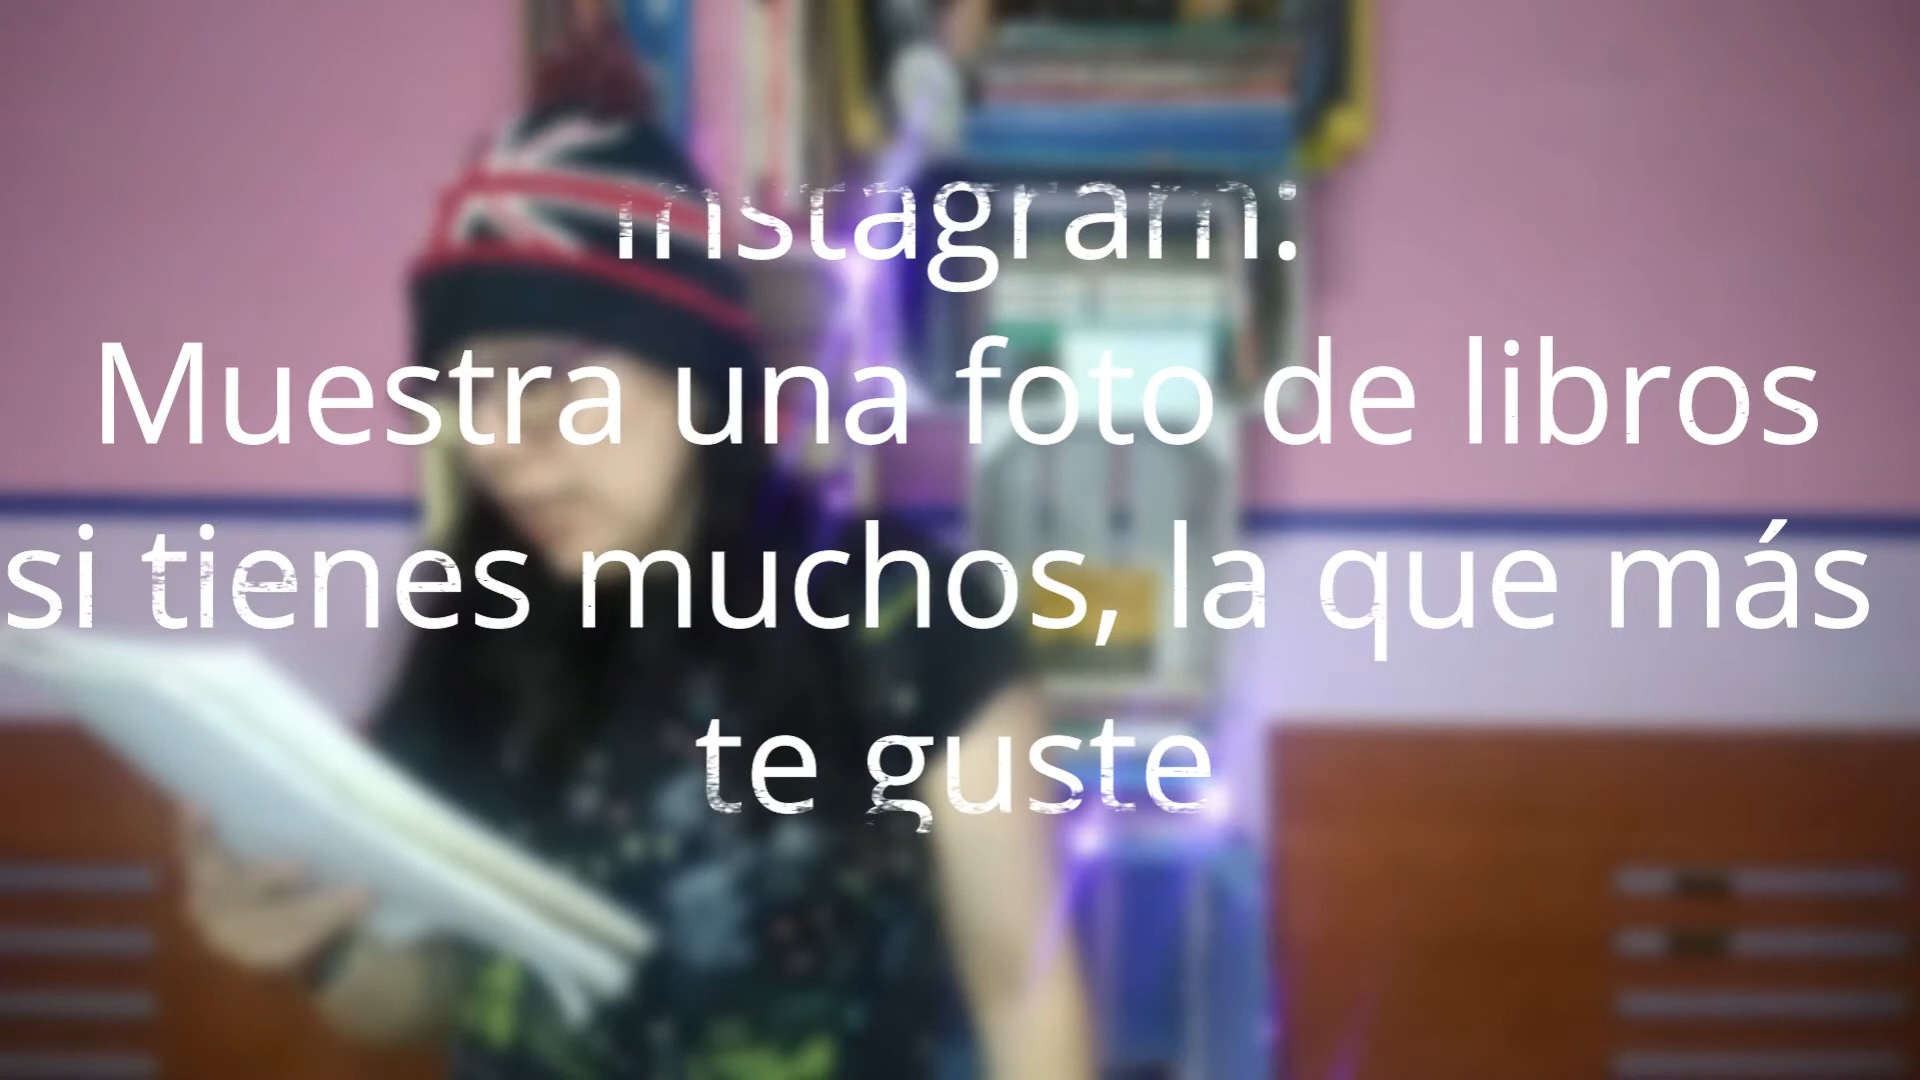 Instagram:
Muestra una foto de libros
si tienes muchos, la que más
te guste